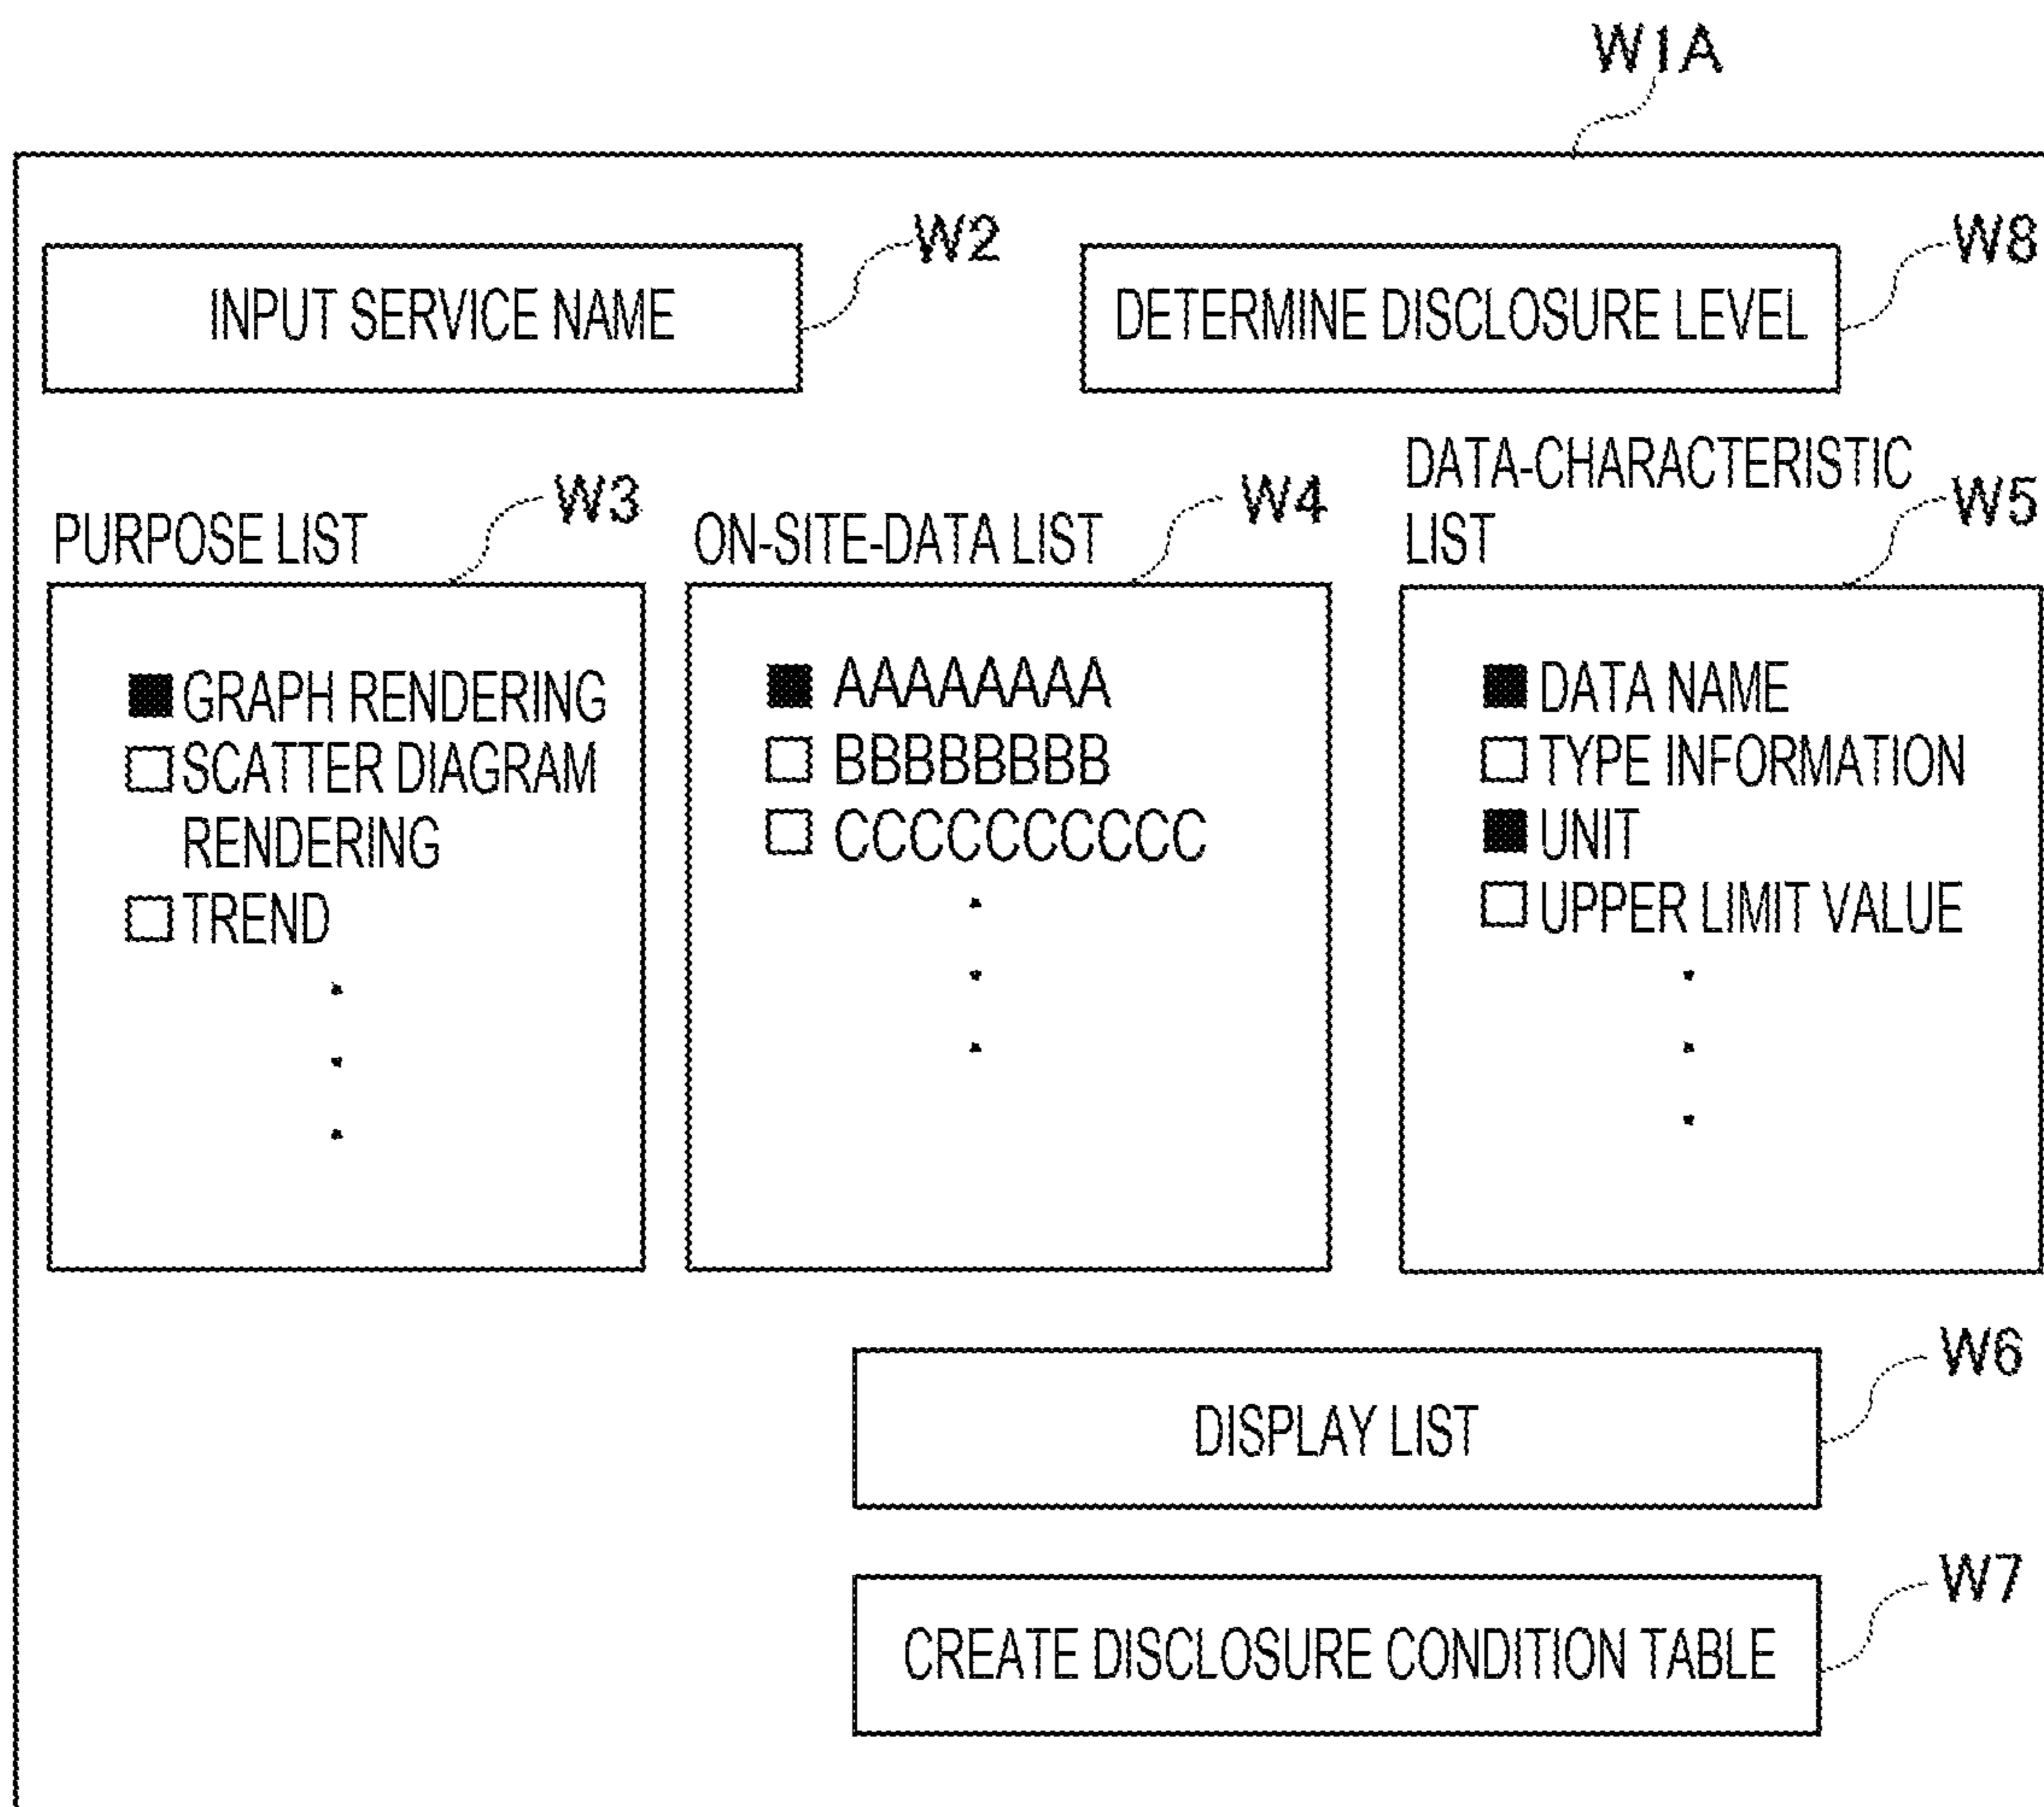 W1A
INPUT SERVICE NAME
W2
DETERMINE DISCLOSURE LEVEL
W8
PURPOSE LIST
W3
GRAPH RENDERING
SCATTER DIAGRAM
RENDERING
TREND
ON-SITE-DATA LIST
W4
AAAAAAAA
BBBBBBBB
CCCCCCCCCC
DATA-CHARACTERISTIC
LIST
W5
DATA NAME
TYPE INFORMATION
UNIT
UPPER LIMIT VALUE
DISPLAY LIST
W6
CREATE DISCLOSURE CONDITION TABLE
W7